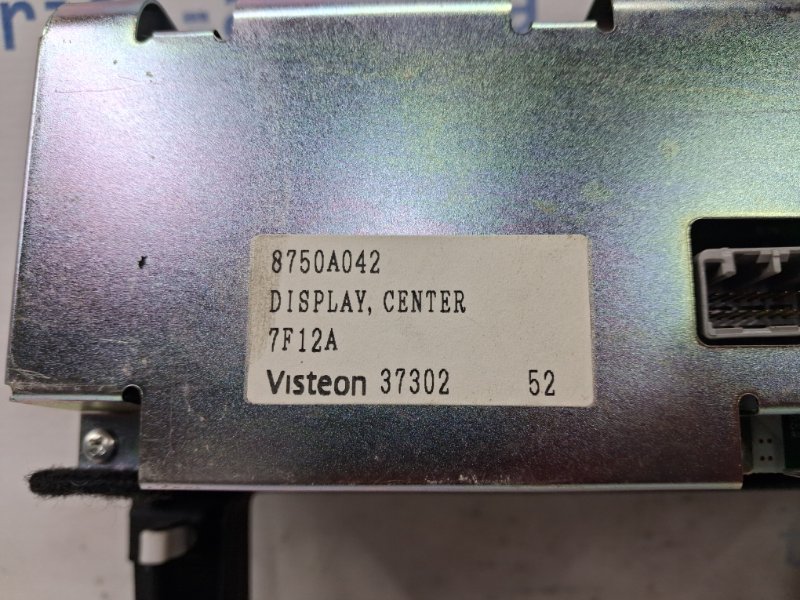 8750A042
DISPLAY, CENTER
7F12A
Visteon 37302 52